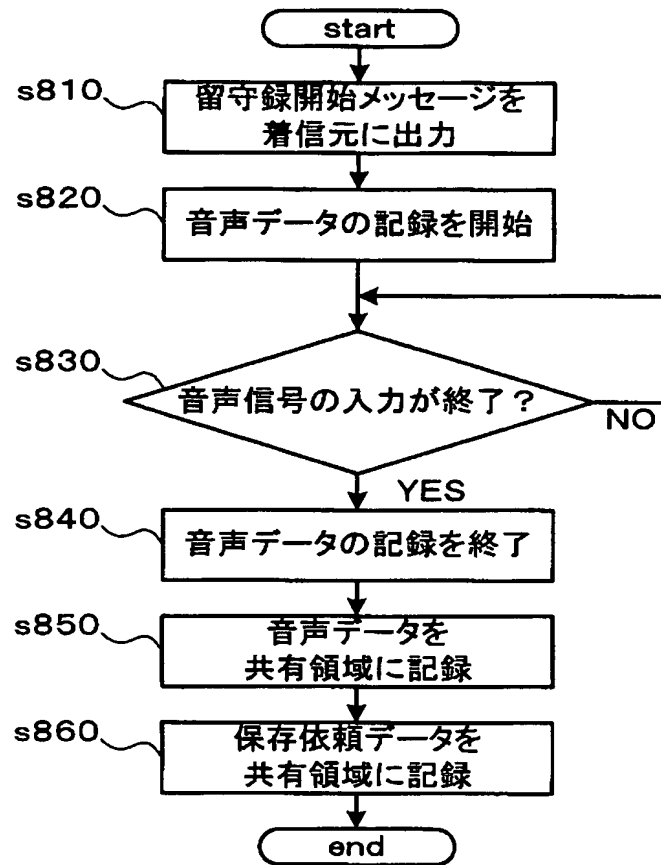 start
s810
留守録開始メッセージを
着信元に出力
s820
音声データの記録を開始
s830
音声信号の入力が終了？
NO
YES
s840
音声データの記録を終了
s850
音声データを
共有領域に記録
s860
保存依頼データを
共有領域に記録
end